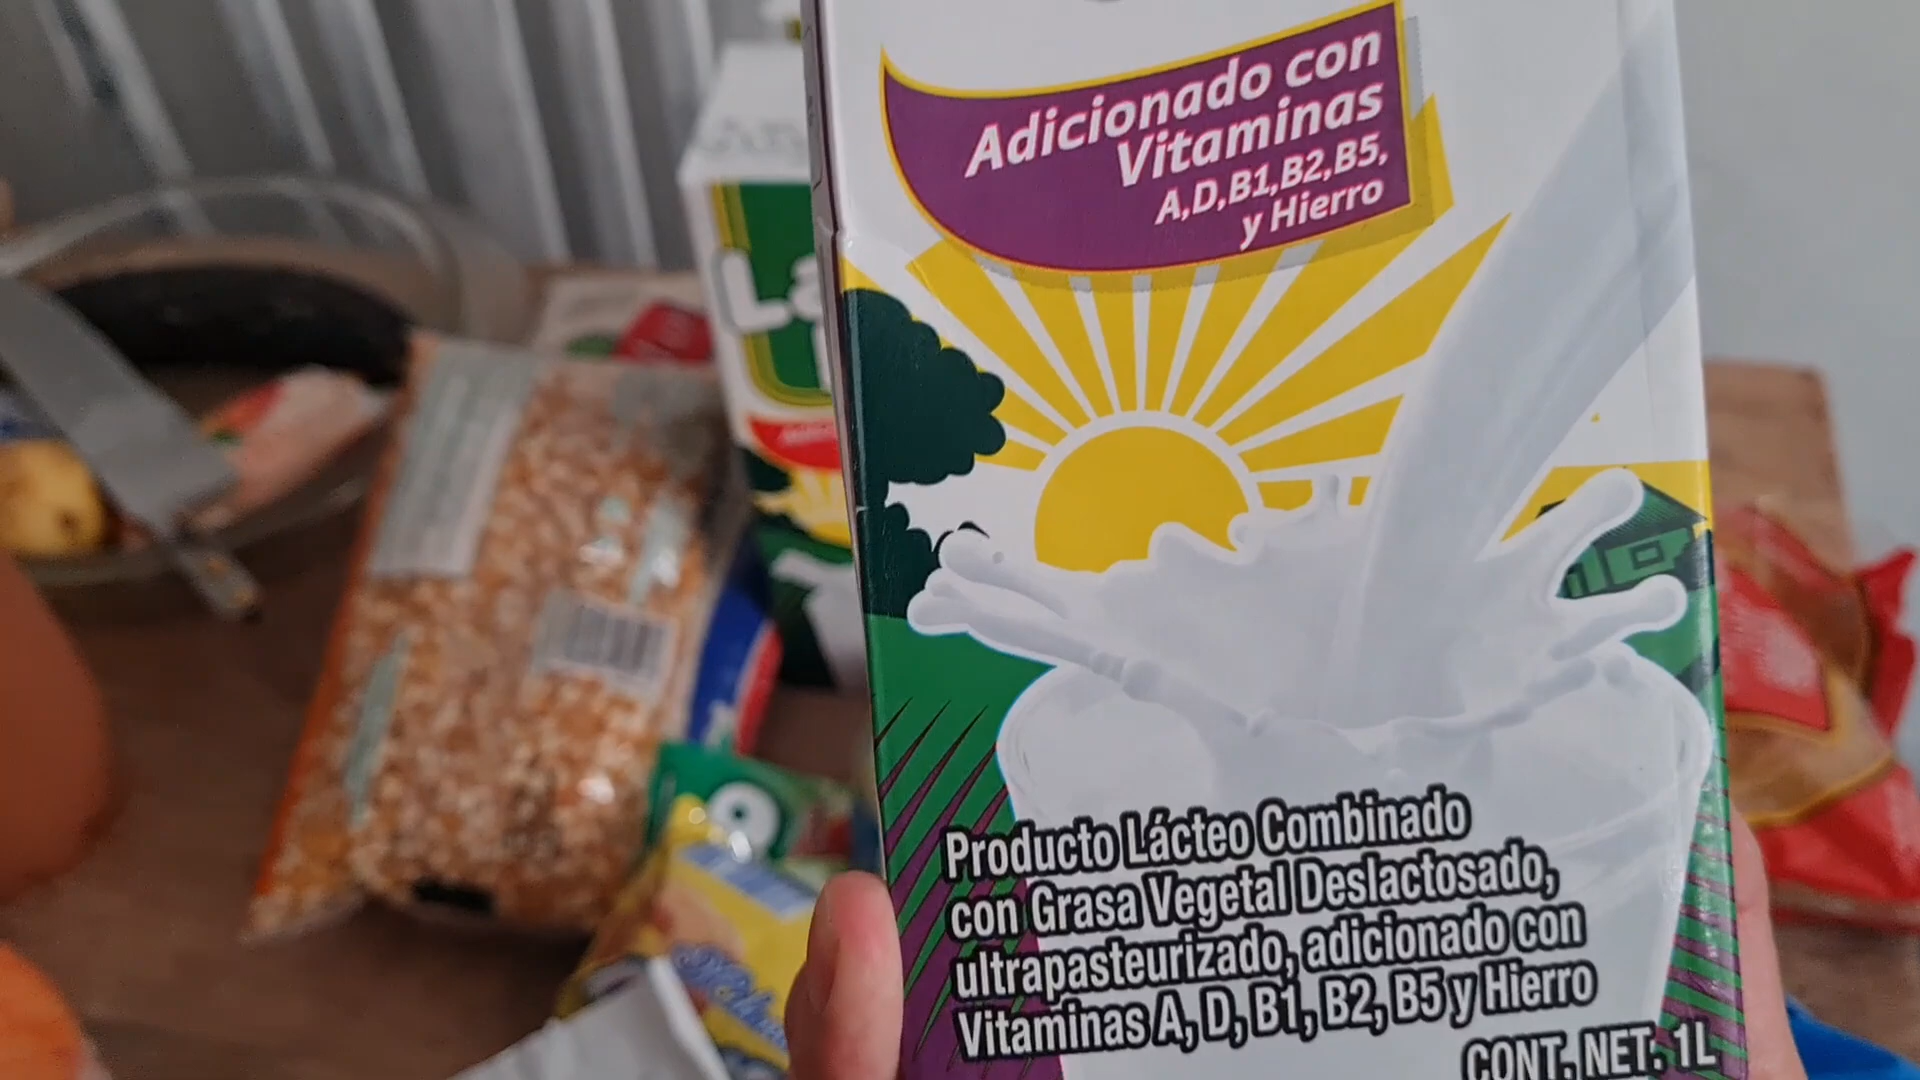 Adicionado con
Vitaminas
A,D,B1,B2,B5,
y Hierro
Producto Lácteo Combinado
con Grasa Vegetal Deslactosado,
ultrapasteurizado, adicionado con
Vitaminas A, D, B1, B2, B5 y Hierro
CONT. NET. 1L